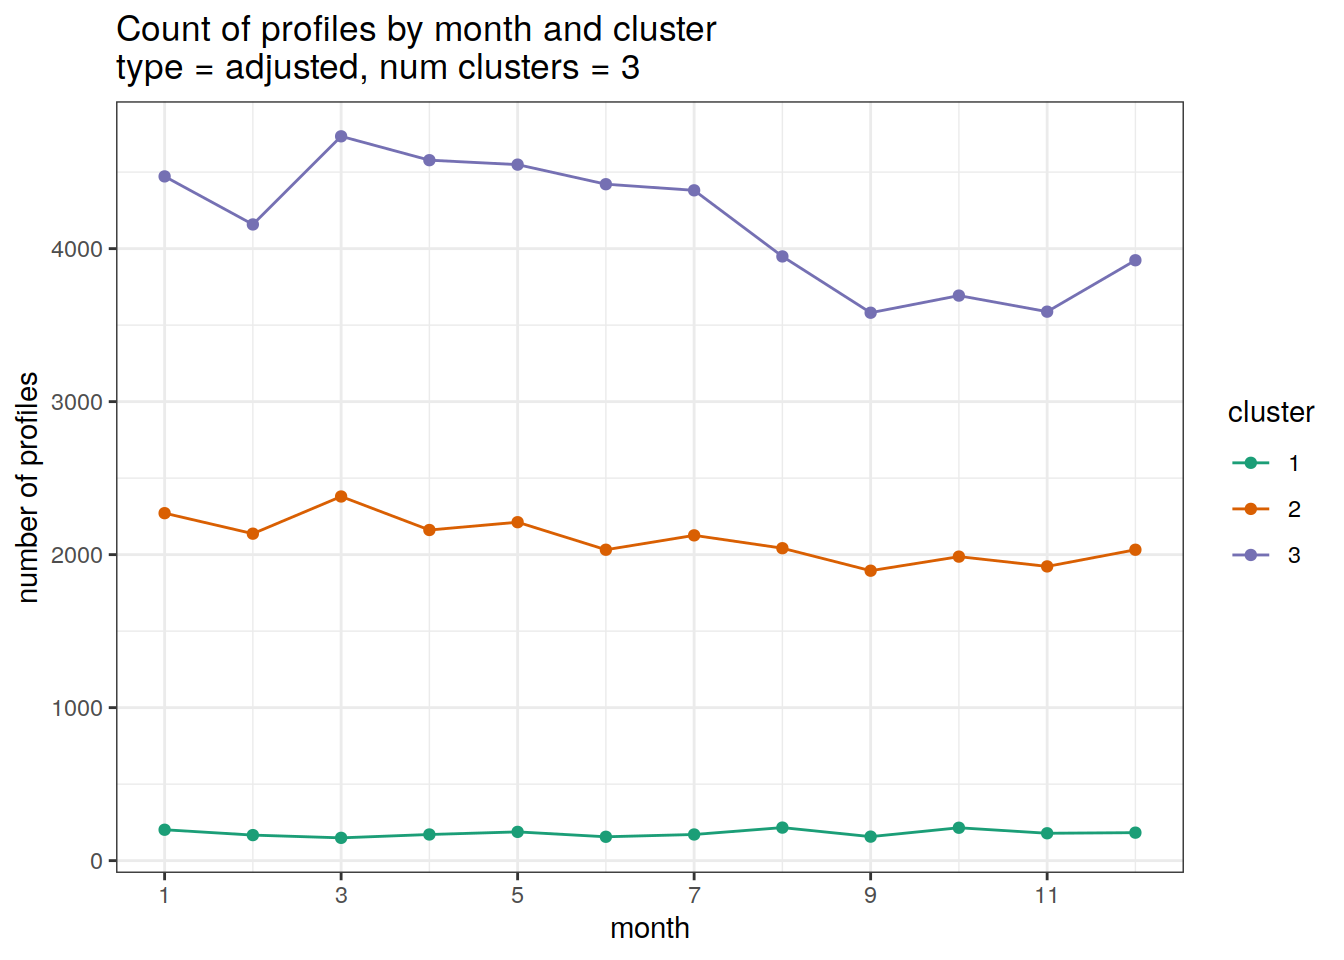 Count of profiles by month and cluster
type = adjusted, num clusters = 3
number of profiles
4000
3000
2000
1000
0
1
3
5
7
9
11
month
cluster
1
2
3